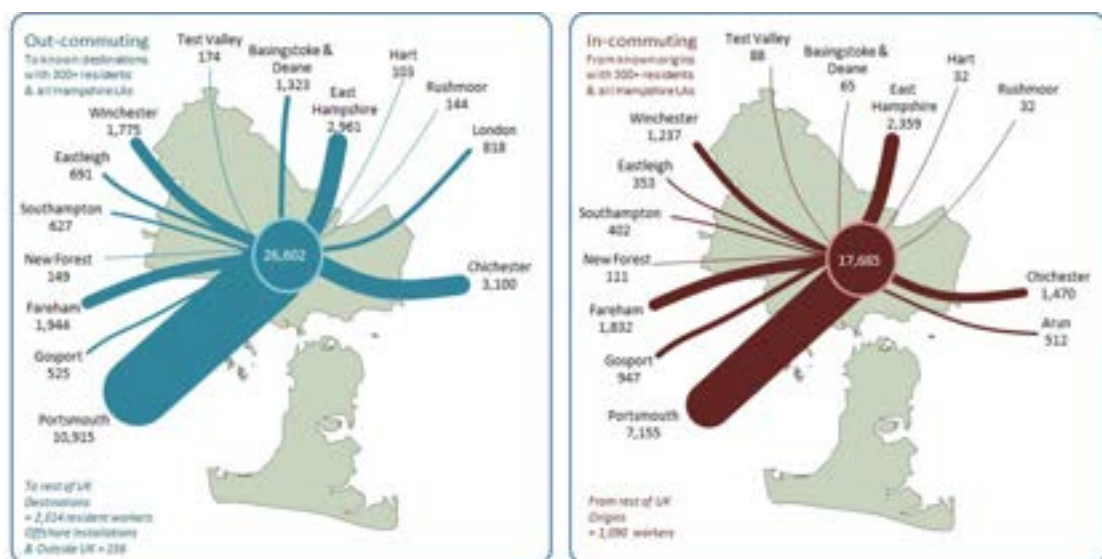 Out-commuting
To known destinations
with 300+ residents
& all Hampshire LAs
Test Valley
174
Basingstoke &
Deane
1,323
Hart
103
East
Hampshire
2,961
Rushmoor
144
London
818
Winchester
1,775
Eastleigh
691
Southampton
627
New Forest
149
Fareham
1,944
Gosport
525
Portsmouth
10,915
Chichester
3,100
26,602
To rest of UK
Destinations
= 2,024 resident workers
Offshore Installations
& Outside UK =
In-commuting
From known origins
with 300+ residents
& all Hampshire LAs
Test Valley
88
Basingstoke &
Deane
65
Hart
32
East
Hampshire
2,359
Rushmoor
32
Winchester
1,237
Eastleigh
353
Southampton
402
New Forest
111
Fareham
1,832
Gosport
947
Portsmouth
7,155
Chichester
1,470
Arun
512
17,685
From rest of UK
Origins
= 1,090 workers